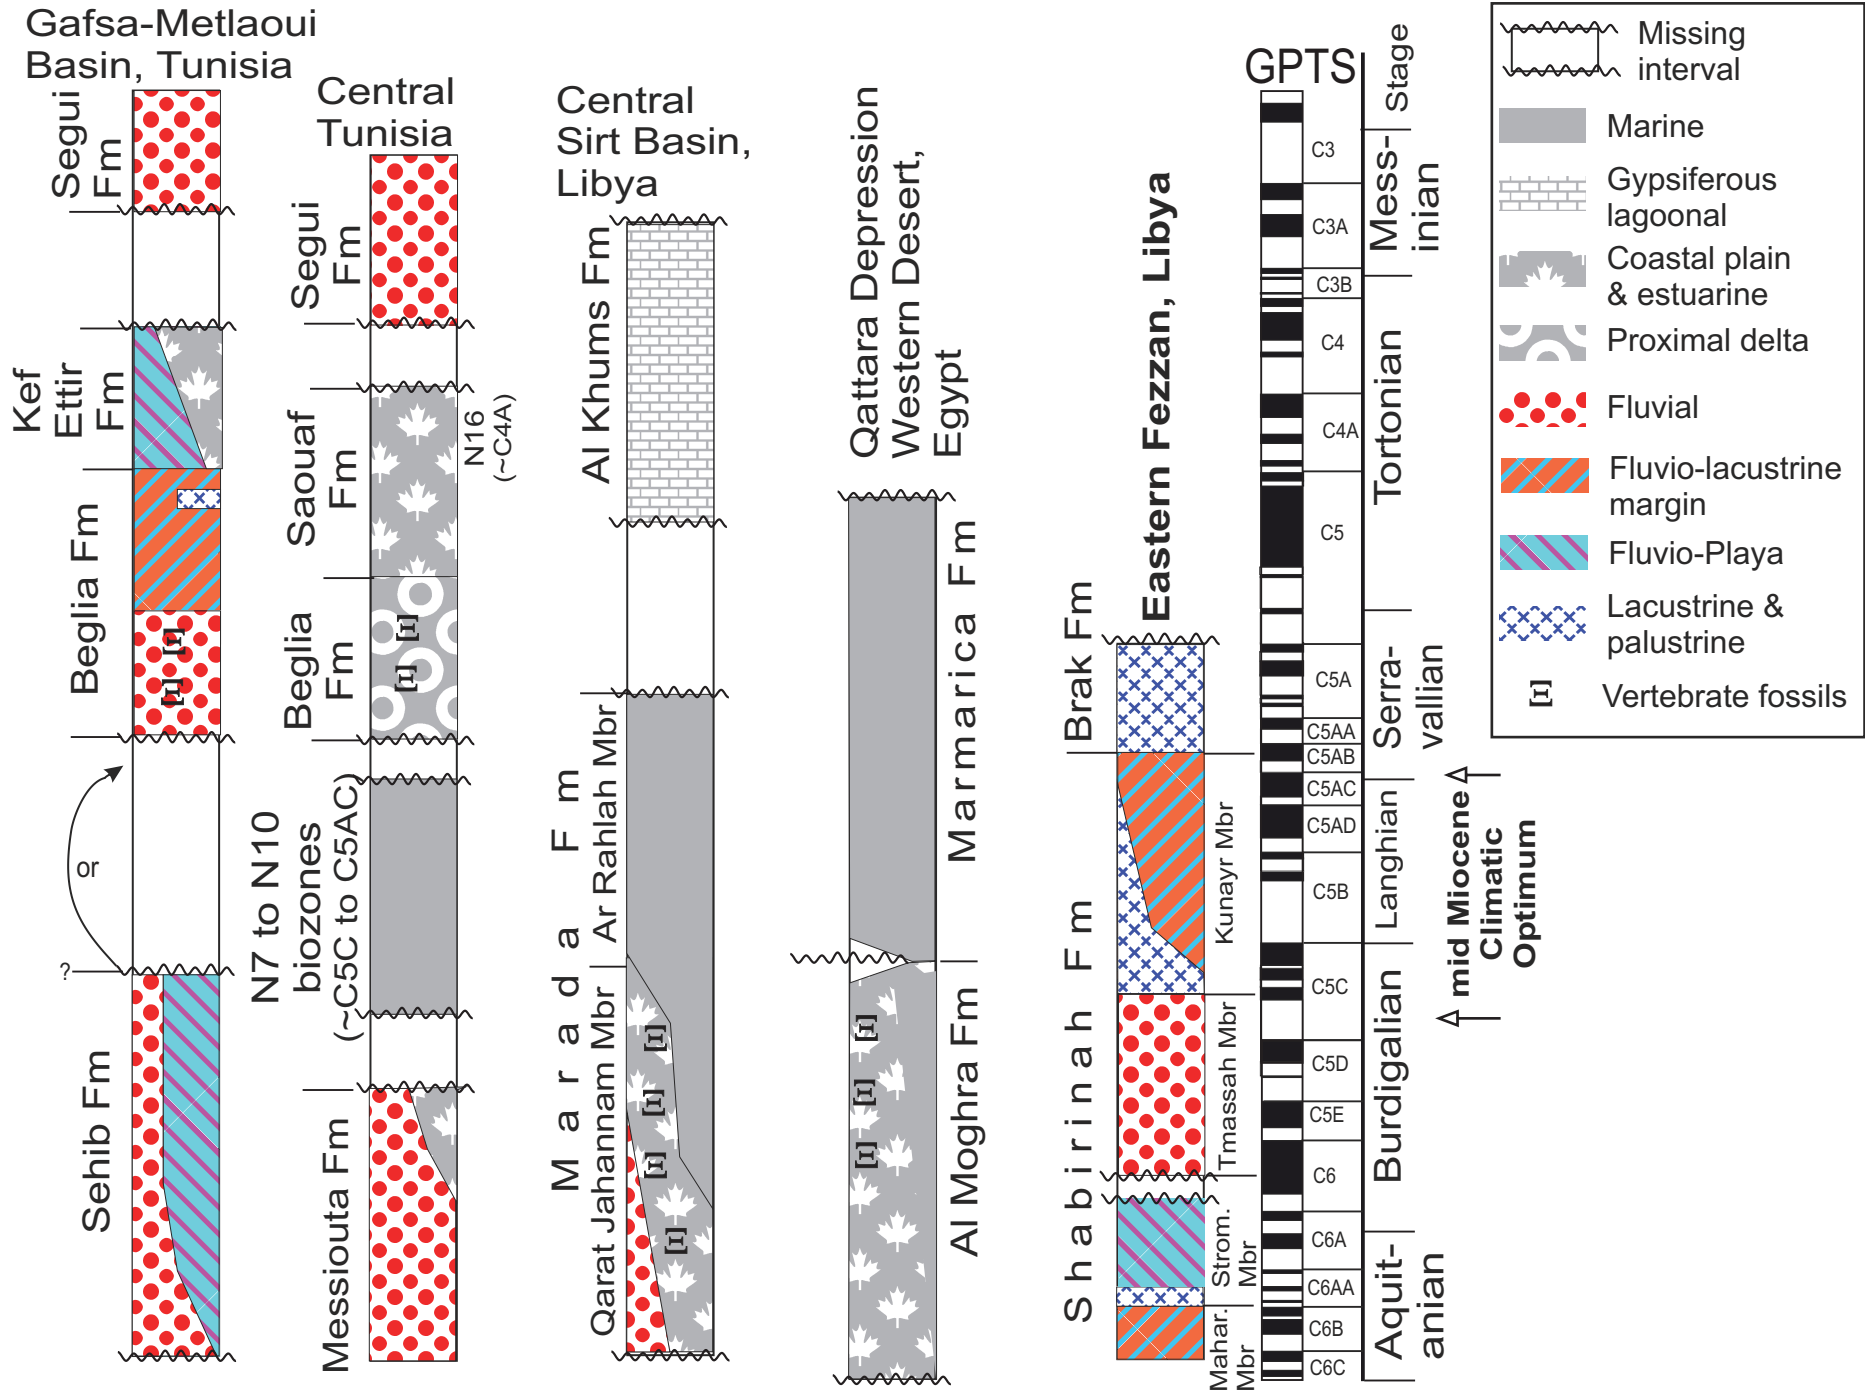 Gafsa-Metlaoui
Basin, Tunisia
Segui
Fm
Kef
Ettir
Fm
Beglia Fm
or
?
Sehib Fm
Central
Tunisia
Segui
Fm
Saouaf
Fm
N16
(~C4A)
Beglia
Fm
N7 to N10
biozones
(~C5C to C5AC)
Messiouta Fm
Central
Sirt Basin,
Libya
Al Khums Fm
Marada Fm
Ar Rahlah Mbr
Qarat Jahannam Mbr
Qattara Depression
Western Desert,
Egypt
Marmarica Fm
Al Moghra Fm
Eastern Fezzan, Libya
Brak Fm
Shabirinah Fm
Kunayr Mbr
Tmassah Mbr
Strom.
Mbr
Mahar.
Mbr
GPTS
C3
C3A
C3B
C4
C4A
C5
C5A
C5AA
C5AB
C5AC
C5AD
C5B
C5C
C5D
C5E
C6
C6A
C6AA
C6B
C6C
Stage
Mess-
inian
Tortonian
Serra-
vallian
Langhian
Burdigalian
Aquit-
anian
mid Miocene
Climatic
Optimum
Missing
interval
Marine
Gypsiferous
lagoonal
Coastal plain
& estuarine
Proximal delta
Fluvial
Fluvio-lacustrine
margin
Fluvio-Playa
Lacustrine &
palustrine
Vertebrate fossils